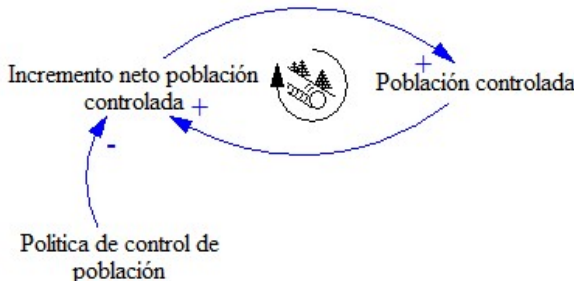 Incremento neto población
controlada
+
+
Población controlada
-
Politica de control de
población